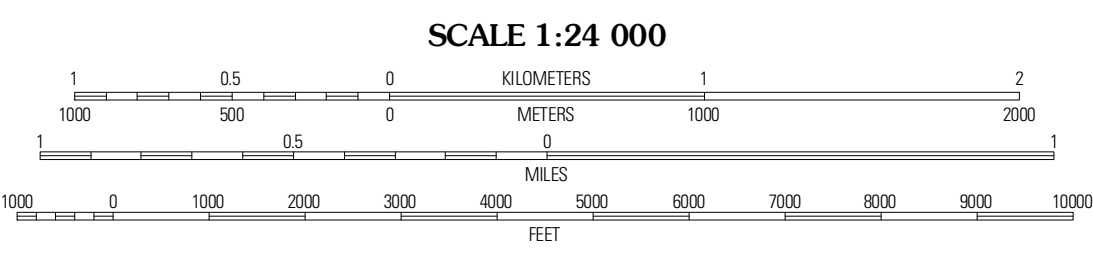 SCALE 1:24 000
1 0.5 0 KILOMETERS 1 2
1000 500 0 METERS 1000 2000
1 0.5 0 1
MILES
1000 0 1000 2000 3000 4000 5000 6000 7000 8000 9000 10000
FEET